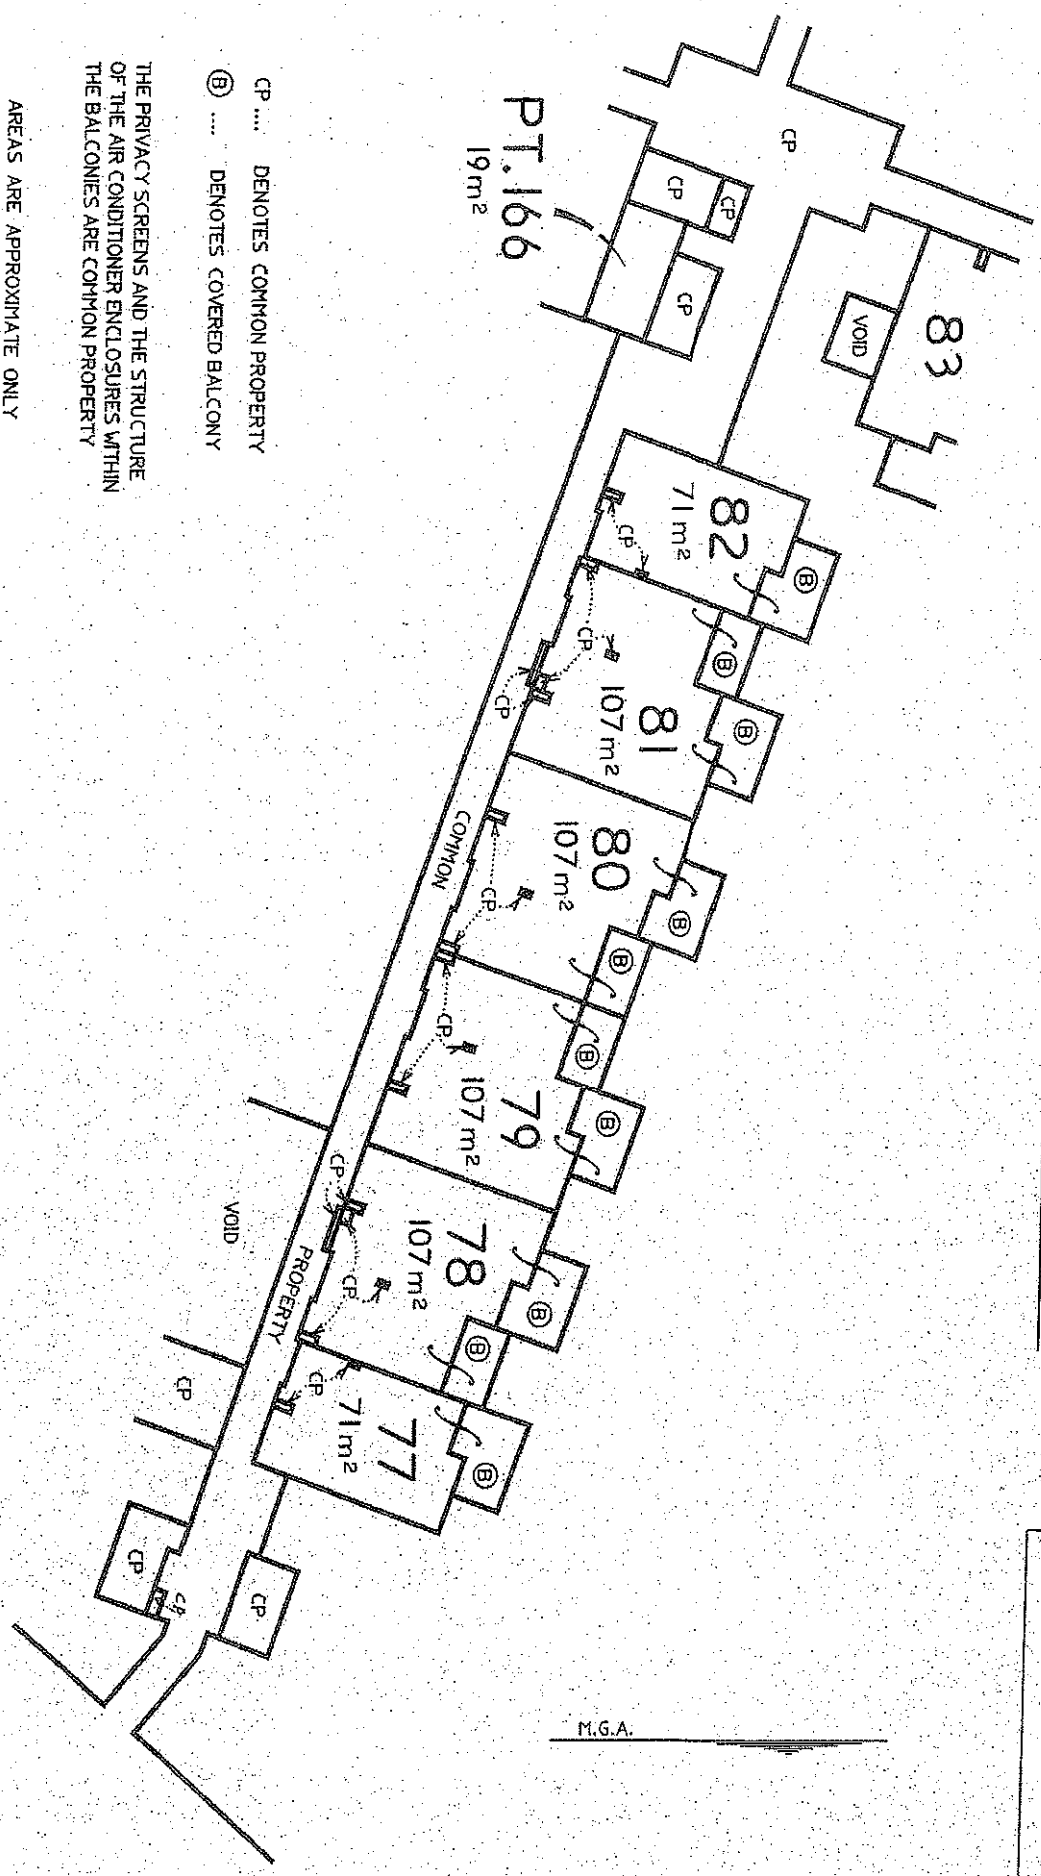 83
VOID
CP
CP
CP
CP
PT.166
19m²
82
71m²
CP
B
81
107m²
CP
CP
B
B
80
107m²
CP
B
B
79
107m²
CP
B
B
78
107m²
CP
CP
B
B
77
71m²
CP
B
COMMON
PROPERTY
VOID
CP
CP
CP
CP
M.G.A.
CP .... DENOTES COMMON PROPERTY
Ⓑ .... DENOTES COVERED BALCONY
THE PRIVACY SCREENS AND THE STRUCTURE
OF THE AIR CONDITIONER ENCLOSURES WITHIN
THE BALCONIES ARE COMMON PROPERTY
AREAS ARE APPROXIMATE ONLY